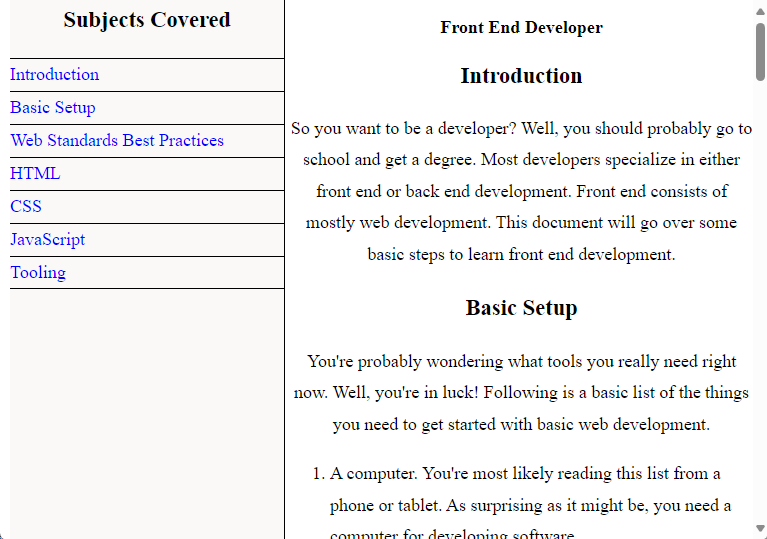 Subjects Covered
Introduction
Basic Setup
Web Standards Best Practices
HTML
CSS
JavaScript
Tooling
Front End Developer
Introduction
So you want to be a developer? Well, you should probably go to
school and get a degree. Most developers specialize in either
front end or back end development. Front end consists of
mostly web development. This document will go over some
basic steps to learn front end development.
Basic Setup
You're probably wondering what tools you really need right
now. Well, you're in luck! Following is a basic list of the things
you need to get started with basic web development.
1. A computer. You're most likely reading this list from a
phone or tablet. As surprising as it might be, you need a
computer for developing software.